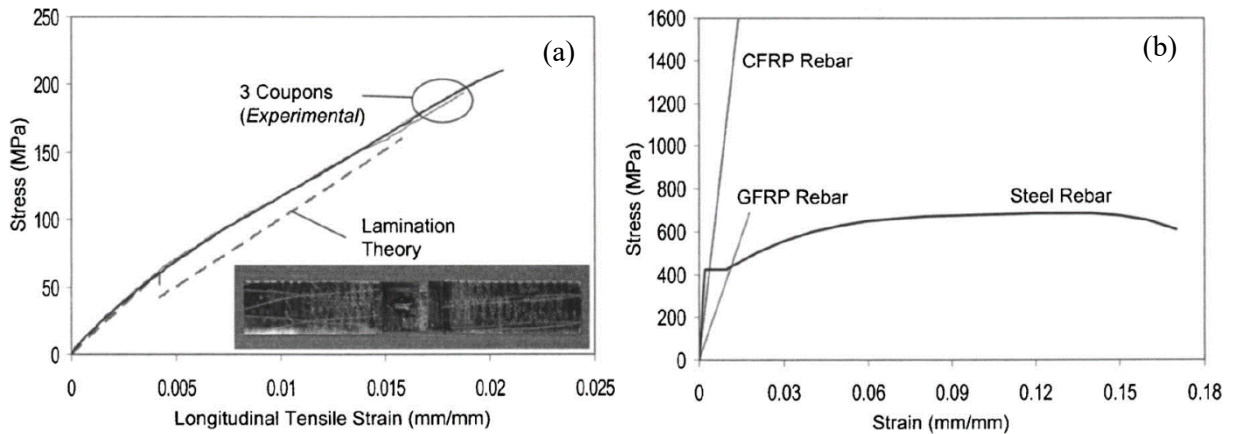 250
200
150
100
50
0
0
0.005
0.01
0.015
0.02
0.025
Stress (MPa)
Longitudinal Tensile Strain (mm/mm)
(a)
3 Coupons
(Experimental)
Lamination
Theory
1600
1400
1200
1000
800
600
400
200
0
0.00
0.03
0.06
0.09
0.12
0.15
0.18
Stress (MPa)
Strain (mm/mm)
(b)
CFRP Rebar
GFRP Rebar
Steel Rebar